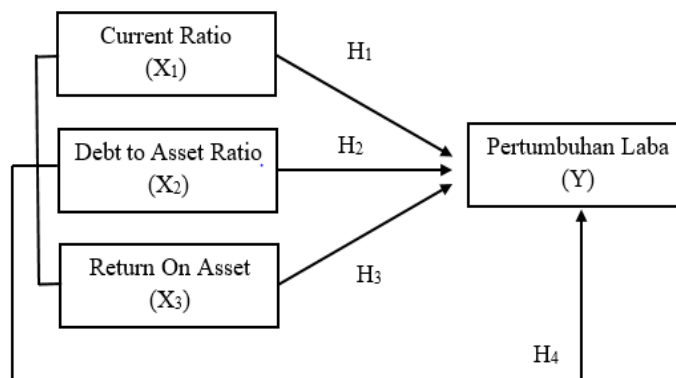 Current Ratio
(X₁)
H₁
Debt to Asset Ratio
(X₂)
H₂
Pertumbuhan Laba
(Y)
Return On Asset
(X₃)
H₃
H₄